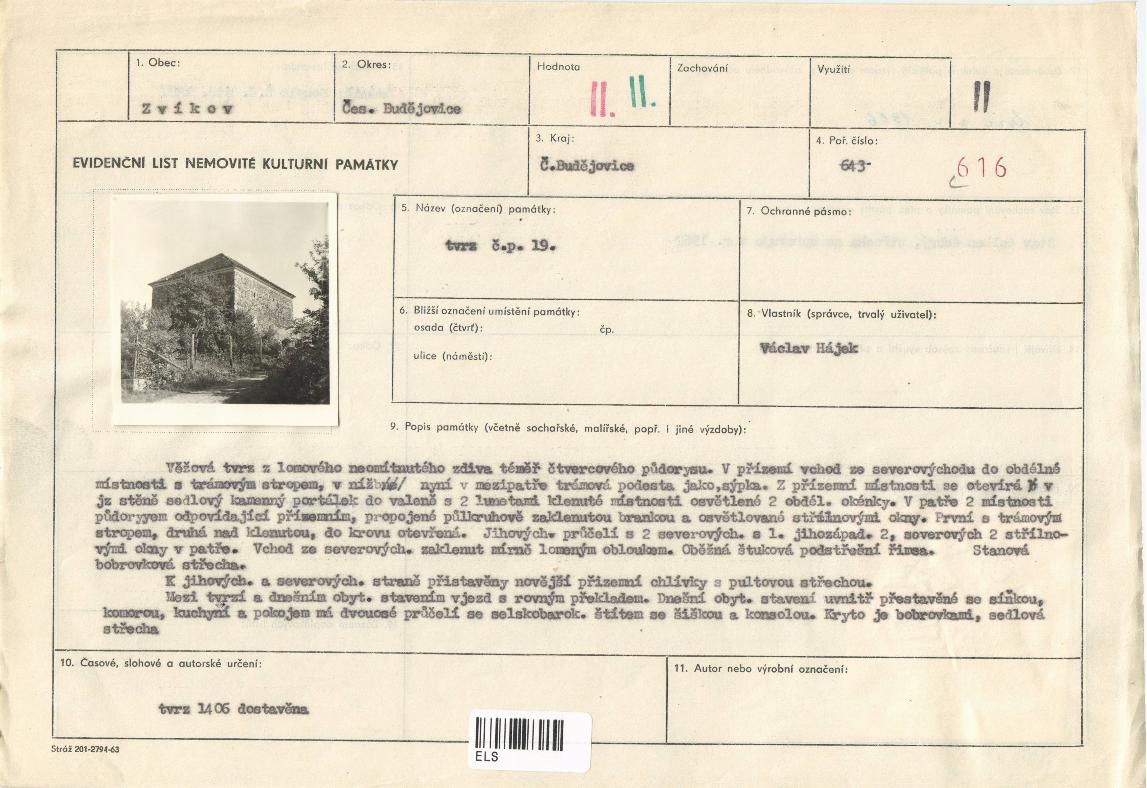 1. Obec:
Zvíkov
2. Okres:
Čes. Budějovice
Hodnota
II. II.
Zachování
Využití
II
EVIDENČNÍ LIST NEMOVITÉ KULTURNÍ PAMÁTKY
3. Kraj:
Č.Budějovice
4. Poř. číslo:
643-
616
5. Název (označení) památky:
tvrz č.p. 19.
7. Ochranné pásmo:
6. Bližší označení umístění památky:
osada (čtvrť): čp.
ulice (náměstí):
8. Vlastník (správce, trvalý uživatel):
Václav Hájek
9. Popis památky (včetně sochařské, malířské, popř. i jiné výzdoby):
Věžová tvrz z lomového neomítnutého zdiva téměř čtvercového půdorysu. V přízemí vchod ze severovýchodu do obdélné
místnosti s trámovým stropem, v níž nyní v mezipatře trámová podesta jako,sýpka. Z přízemní místnosti se otevírá v
jz stěně sedlový kamenný portálek do valeně s 2 lunetami klenuté místnosti osvětlené 2 obdél. okénky. V patře 2 místnosti
půdorysem odpovídající přízemním, propojené půlkruhově zaklenutou brankou a osvětlované střílnovými okny. První s trámovým
stropem, druhá nad klenutou, do krovu otevřená. Jihových. průčelí s 2 severových. s 1. jihozápad. 2, severových 2 střílno-
vými okny v patře. Vchod ze severových. zaklenut mírně lomeným obloukem. Oběžná štuková podstřešní římsa. Stanová
bobrovková střecha.
K jihových. a severových. straně přistavěny novější přízemní chlívky s pultovou střechou.
Mezi tvrzí a dnešním obyt. stavením vjezd s rovným překladem. Dnešní obyt. stavení uvnitř přestavěné se síňkou,
komorou, kuchyní a pokojem má dvouosé průčelí se selskobarok. štítem se šiškou a konsolou. Kryto je bobrovkami, sedlová
střecha
10. Časové, slohové a autorské určení:
tvrz 1406 dostavěna
11. Autor nebo výrobní označení:
Stráž 201-2794-63
ELS